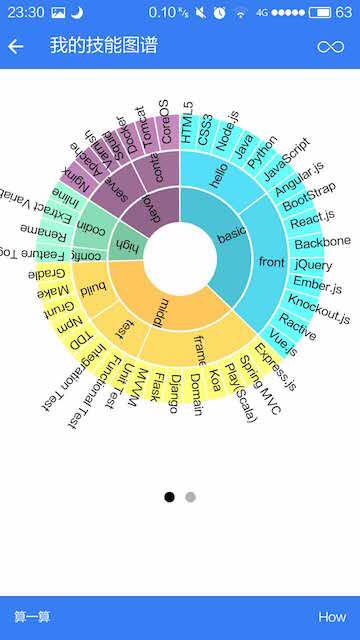 23:30
0.10 K/s
4G
63
我的技能图谱
HTML5
CSS3
Node.js
Java
Python
JavaScript
Angular.js
BootStrap
React.js
Backbone
jQuery
Ember.js
Knockout.js
Ractive
Vue.js
Express.js
Spring MVC
Play(Scala)
Koa
Domain
Django
Flask
MVVM
Unit Test
Functional Test
Integration Test
TDD
Npm
Grunt
Make
Gradle
Feature Tog
Rename
Extract Variab
Inline
Nginx
Apache
Varnish
Squid
Docker
Tomcat
CoreOS
hello
front
frame
test
build
config
codin
serve
conta
basic
middl
high
devo
算一算
How